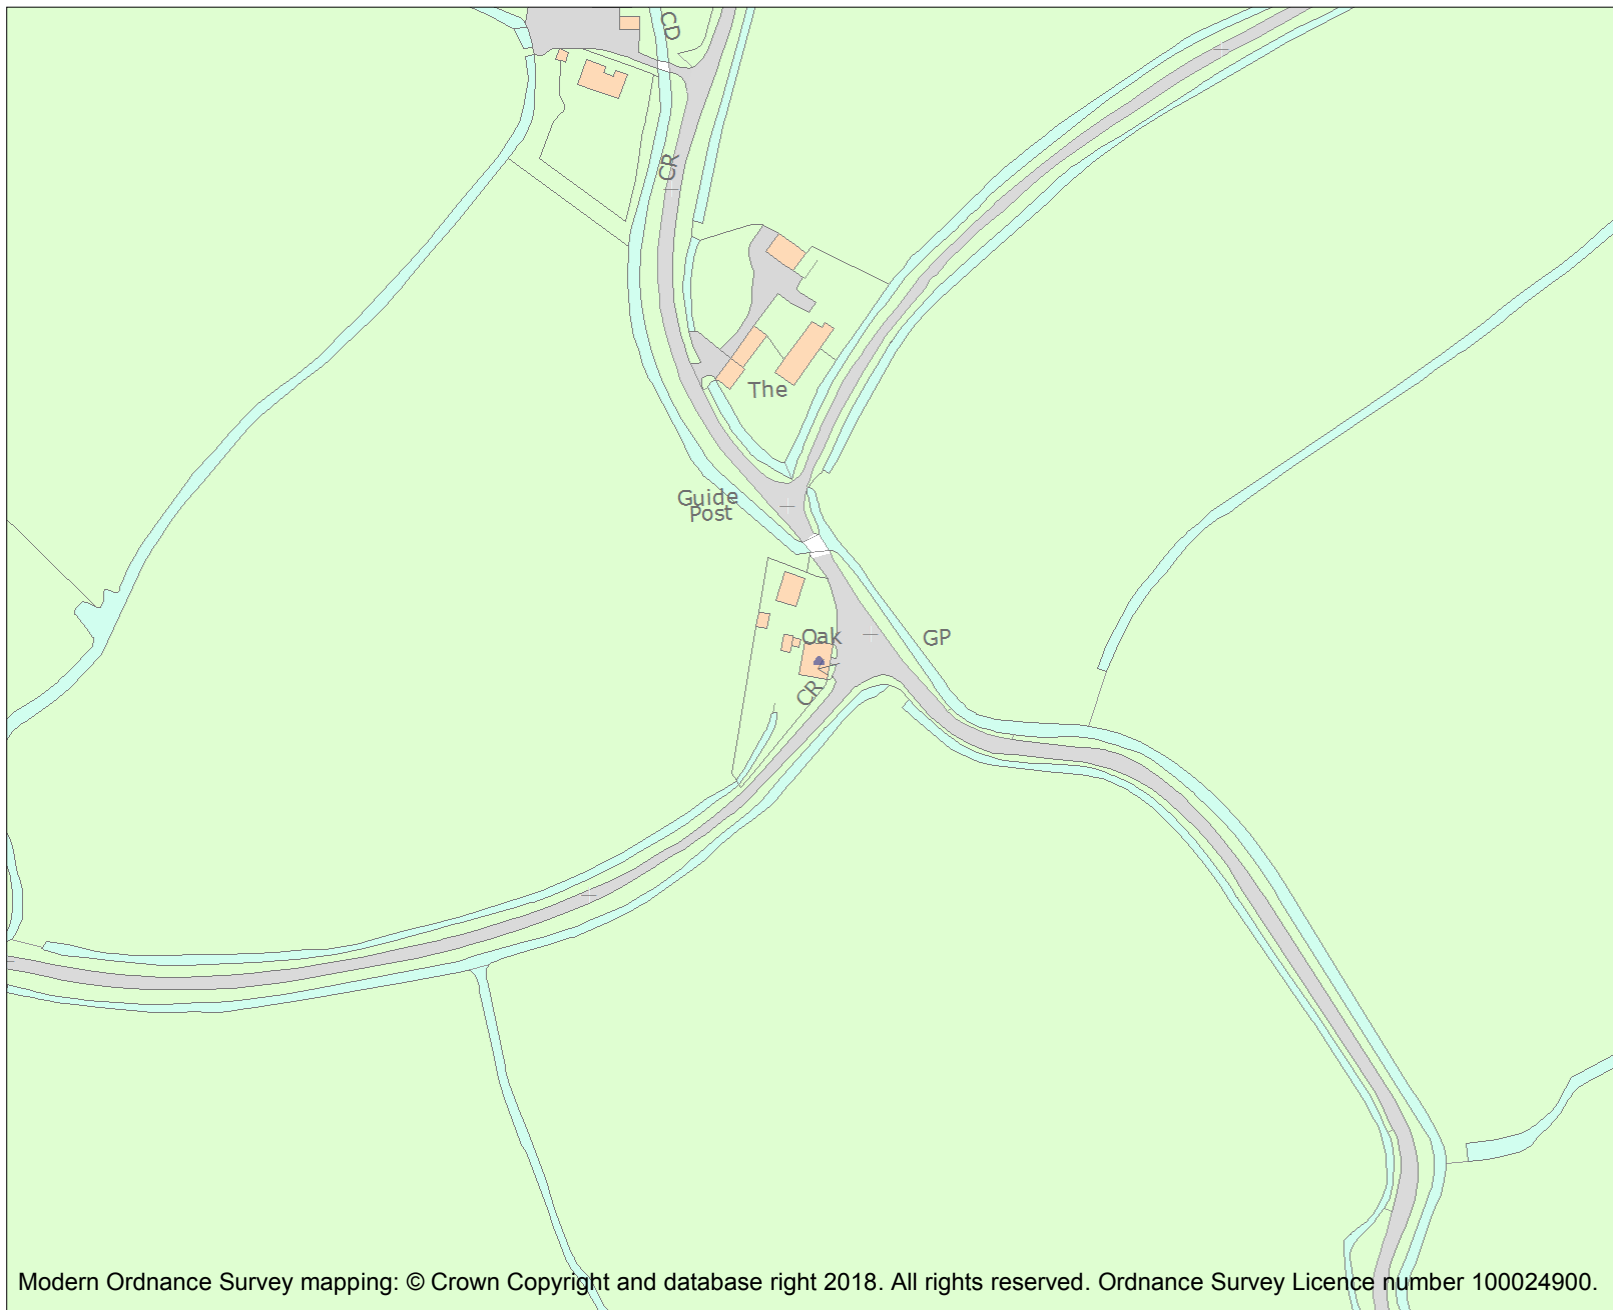 CD
CR
The
Guide
Post
Oak
GP
CR
Modern Ordnance Survey mapping: © Crown Copyright and database right 2018. All rights reserved. Ordnance Survey Licence number 100024900.